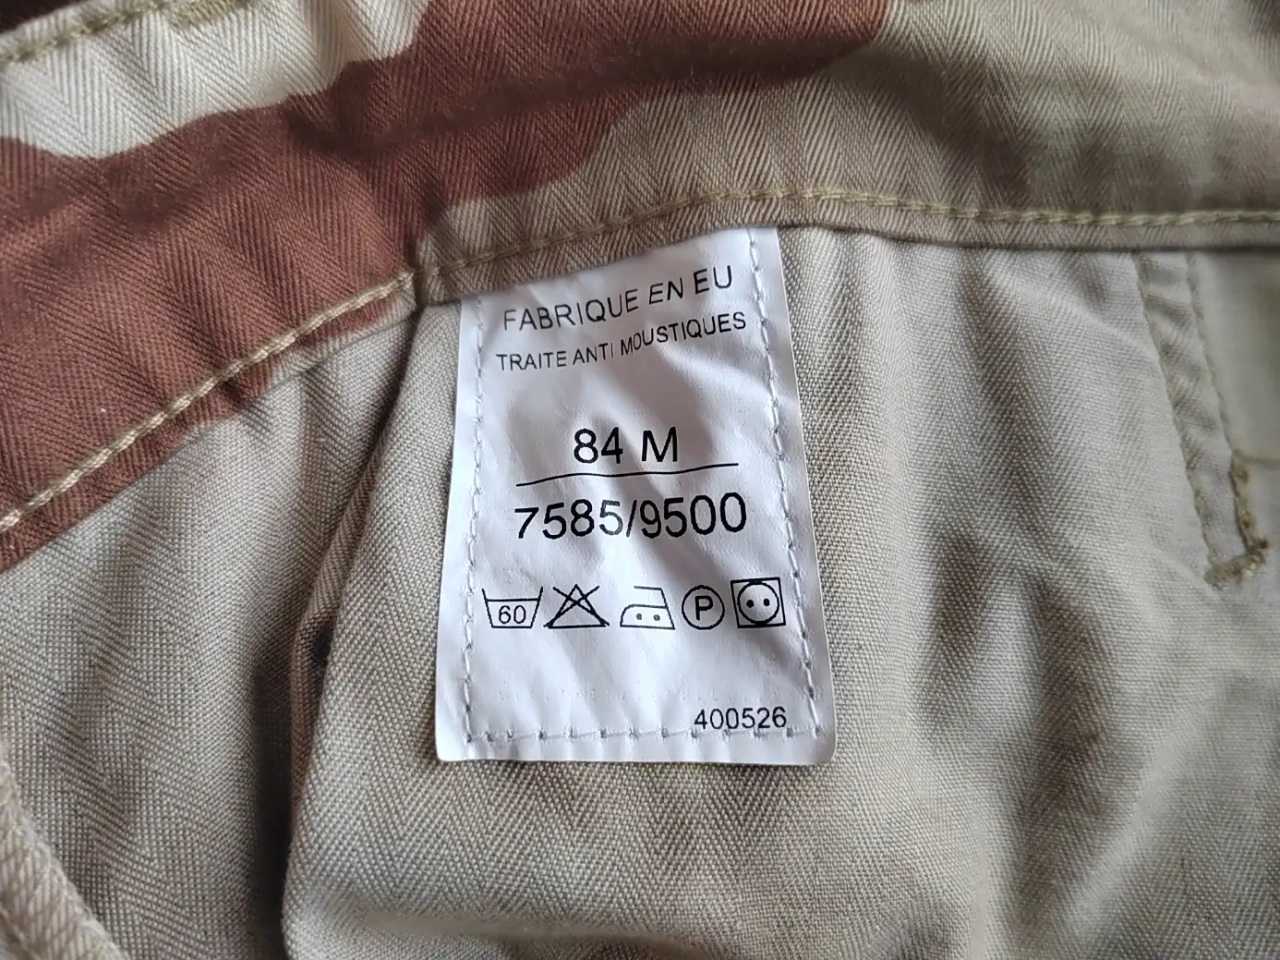 FABRIQUE EN EU
TRAITE ANTI MOUSTIQUES
84 M
7585/9500
60 P
400526